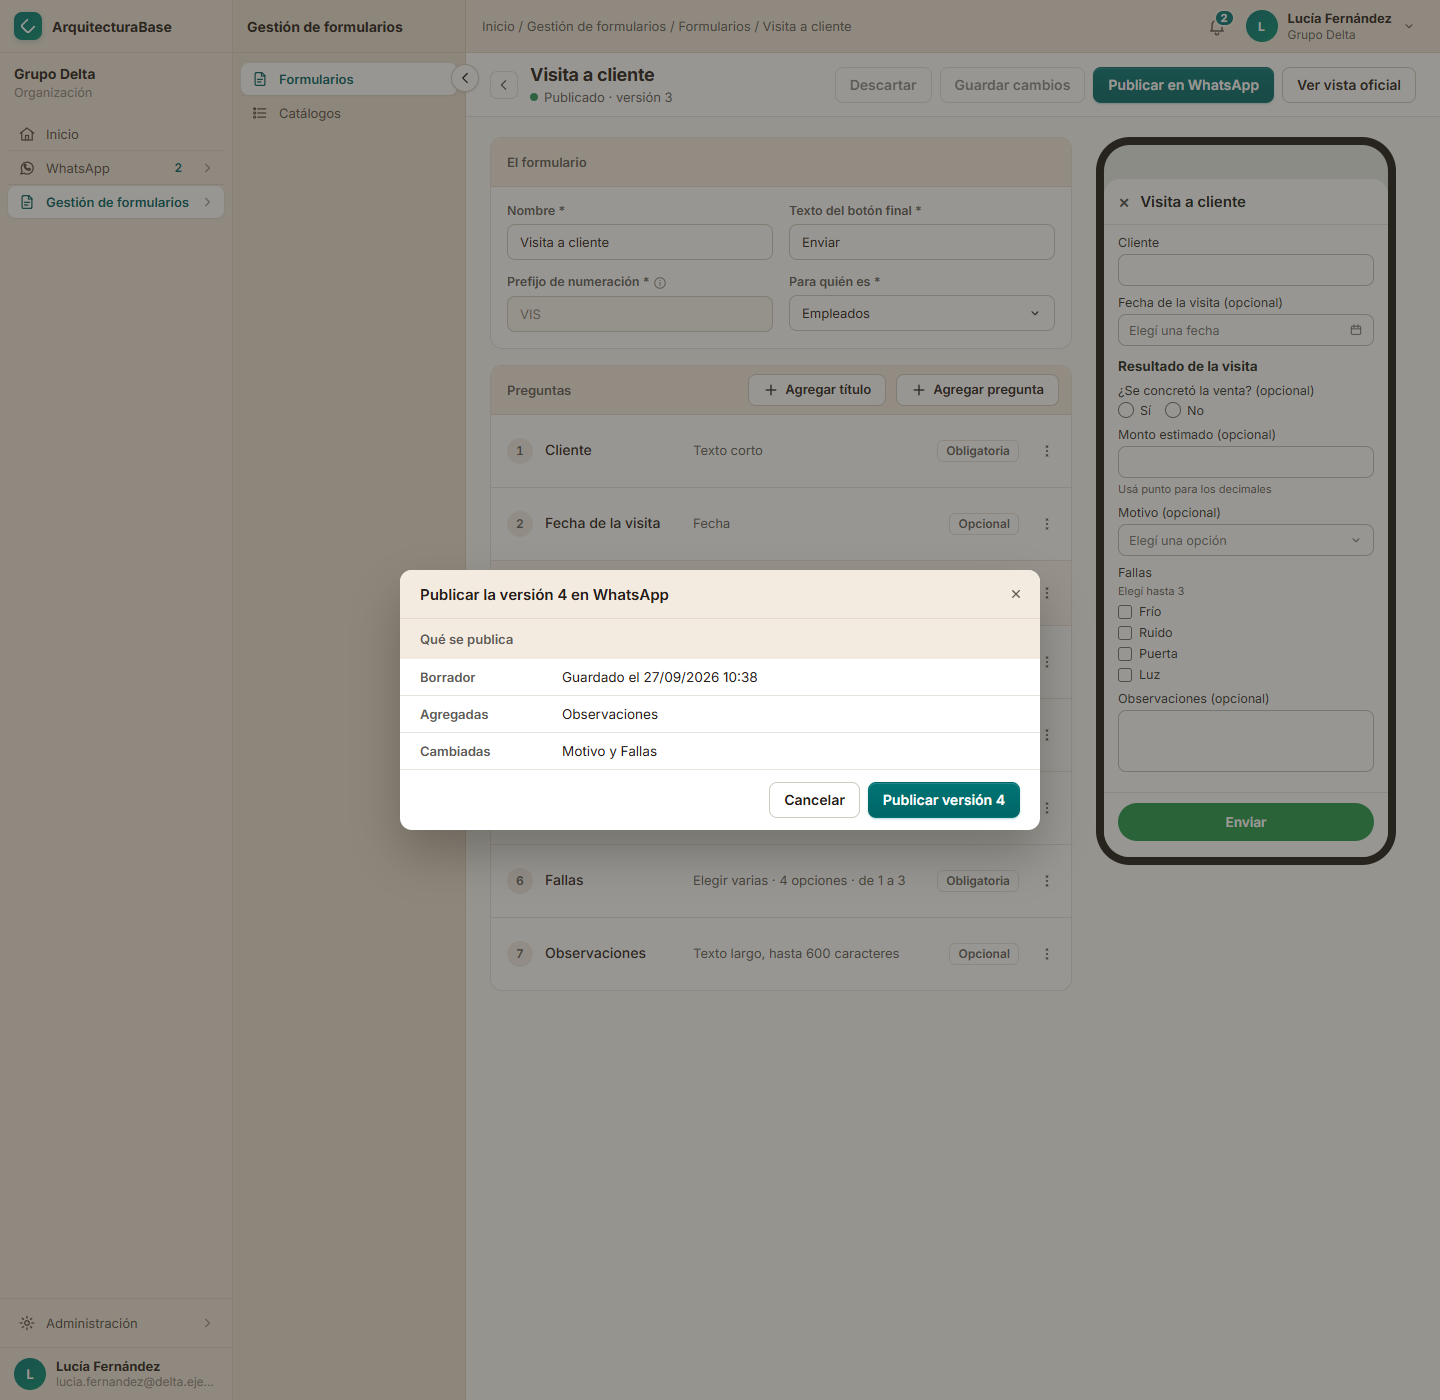 ArquitecturaBase
Grupo Delta
Organización
Inicio
WhatsApp 2
Gestión de formularios
Administración
L Lucía Fernández
lucia.fernandez@delta.eje...
Gestión de formularios
Formularios
Catálogos
Inicio / Gestión de formularios / Formularios / Visita a cliente
2
L Lucía Fernández
Grupo Delta
Visita a cliente
Publicado · versión 3
Descartar
Guardar cambios
Publicar en WhatsApp
Ver vista oficial
El formulario
Nombre * Texto del botón final *
Visita a cliente Enviar
Prefijo de numeración * Para quién es *
VIS Empleados
Preguntas Agregar título Agregar pregunta
1 Cliente Texto corto Obligatoria
2 Fecha de la visita Fecha Opcional
Publicar la versión 4 en WhatsApp
Qué se publica
Borrador Guardado el 27/09/2026 10:38
Agregadas Observaciones
Cambiadas Motivo y Fallas
Cancelar Publicar versión 4
6 Fallas Elegir varias · 4 opciones · de 1 a 3 Obligatoria
7 Observaciones Texto largo, hasta 600 caracteres Opcional
Visita a cliente
Cliente
Fecha de la visita (opcional)
Elegí una fecha
Resultado de la visita
¿Se concretó la venta? (opcional)
Sí No
Monto estimado (opcional)
Usá punto para los decimales
Motivo (opcional)
Elegí una opción
Fallas
Elegí hasta 3
Frío
Ruido
Puerta
Luz
Observaciones (opcional)
Enviar